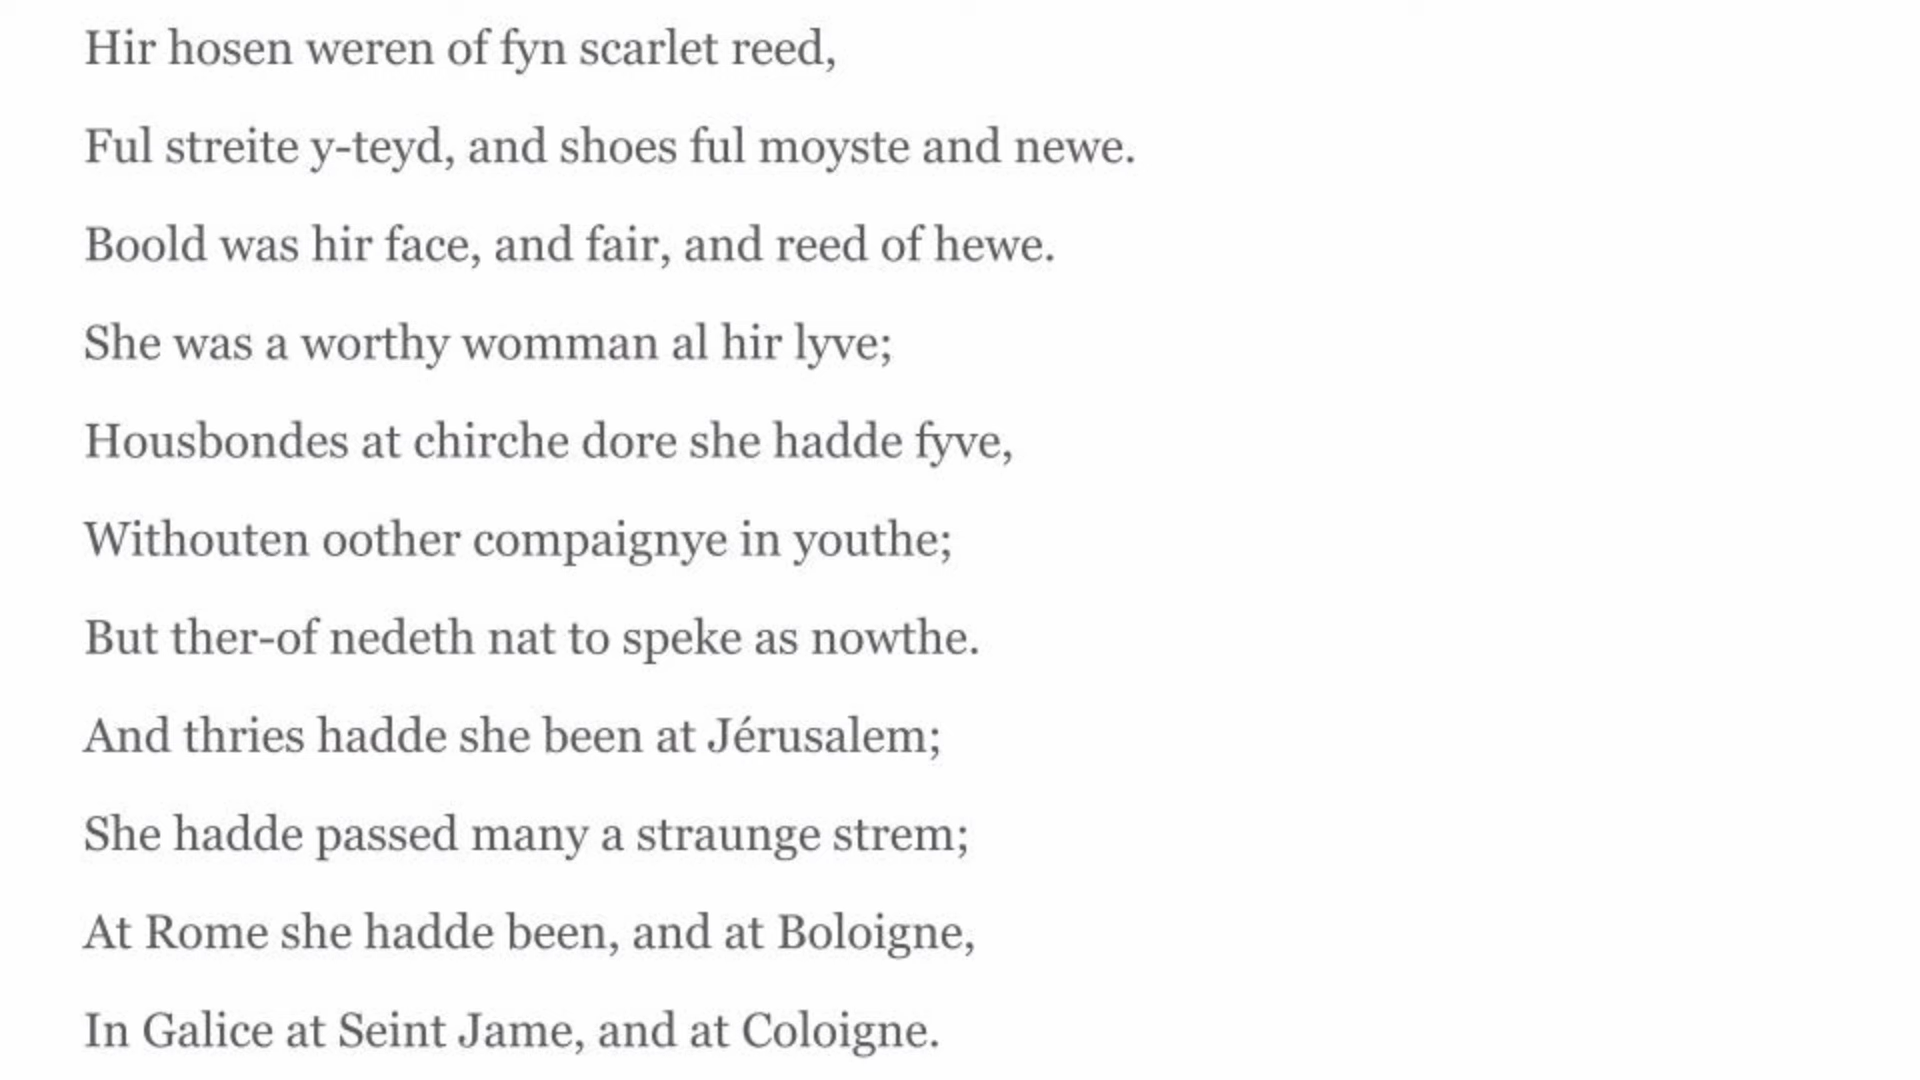 Hir hosen weren of fyn scarlet reed,
Ful streite y-teyd, and shoes ful moyste and newe.
Boold was hir face, and fair, and reed of hewe.
She was a worthy womman al hir lyve;
Housbondes at chirche dore she hadde fyve,
Withouten oother compaignye in youthe;
But ther-of nedeth nat to speke as nowthe.
And thries hadde she been at Jérusalem;
She hadde passed many a straunge strem;
At Rome she hadde been, and at Boloigne,
In Galice at Seint Jame, and at Coloigne.